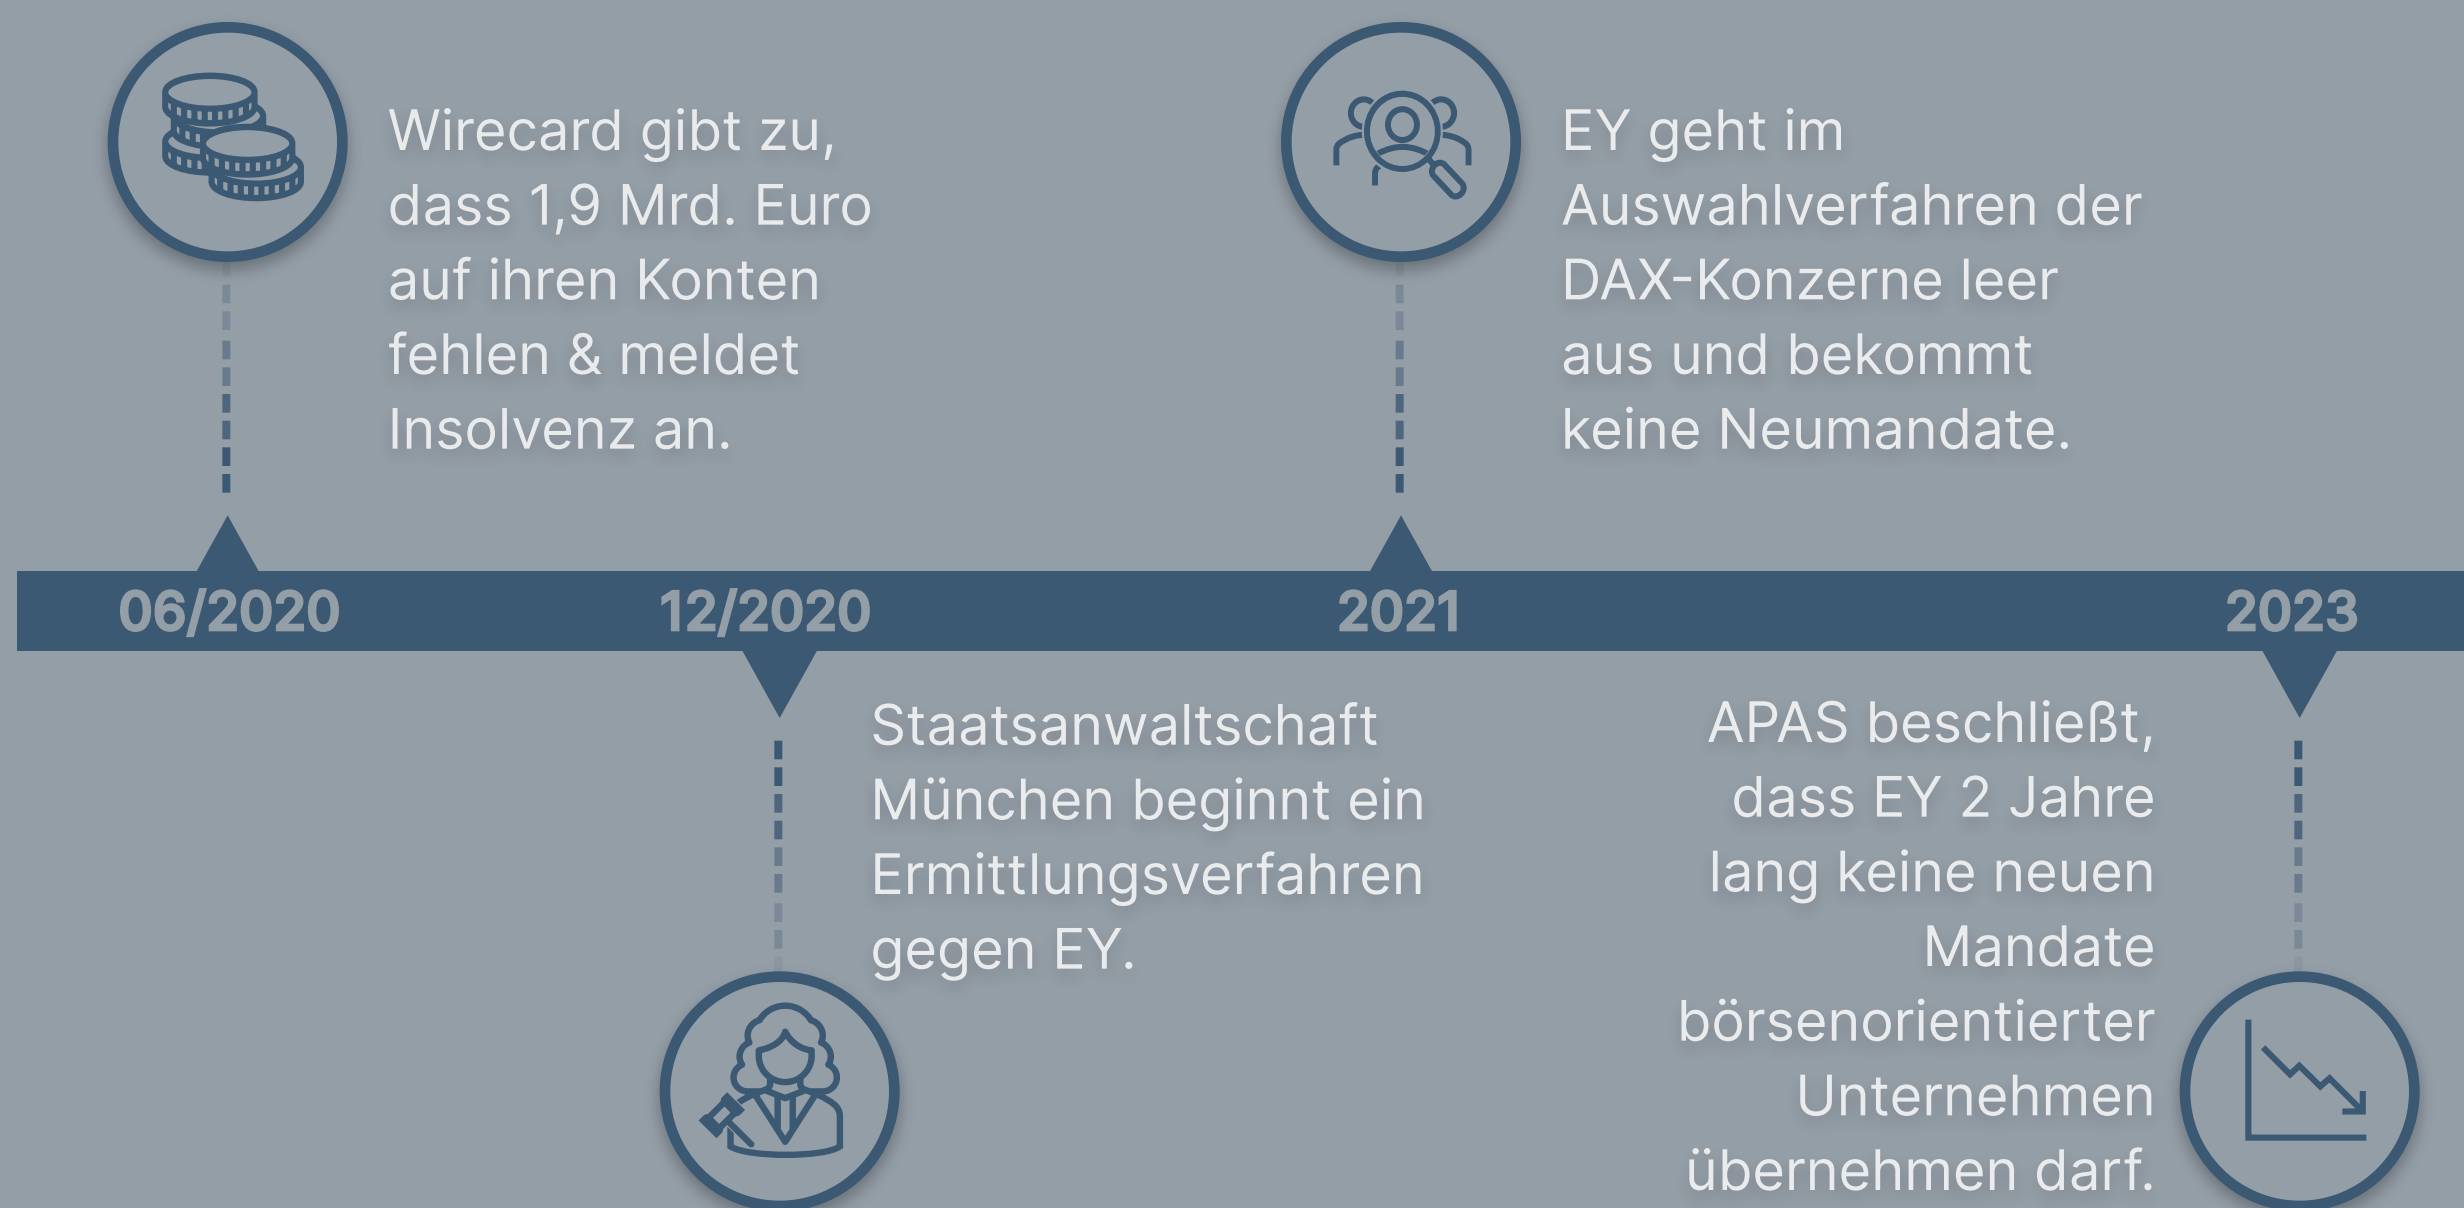 Wirecard gibt zu,
dass 1,9 Mrd. Euro
auf ihren Konten
fehlen & meldet
Insolvenz an.
EY geht im
Auswahlverfahren der
DAX-Konzerne leer
aus und bekommt
keine Neumandate.
06/2020
12/2020
2021
2023
Staatsanwaltschaft
München beginnt ein
Ermittlungsverfahren
gegen EY.
APAS beschließt,
dass EY 2 Jahre
lang keine neuen
Mandate
börsenorientierter
Unternehmen
übernehmen darf.